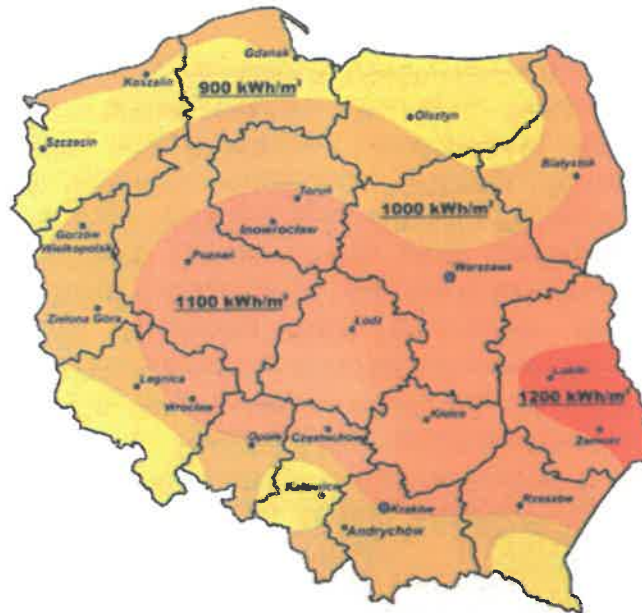 Gdańsk
Koszalin
900 kWh/m²
Olsztyn
Szczecin
Białystok
Toruń
1000 kWh/m²
Inowrocław
Gorzów
Wielkopolski
Poznań
Warszawa
1100 kWh/m²
Zielona Góra
Łódź
Legnica
Lublin
Wrocław
1200 kWh/m²
Kielce
Opole
Częstochowa
Zamość
Katowice
Rzeszów
Kraków
Andrychów